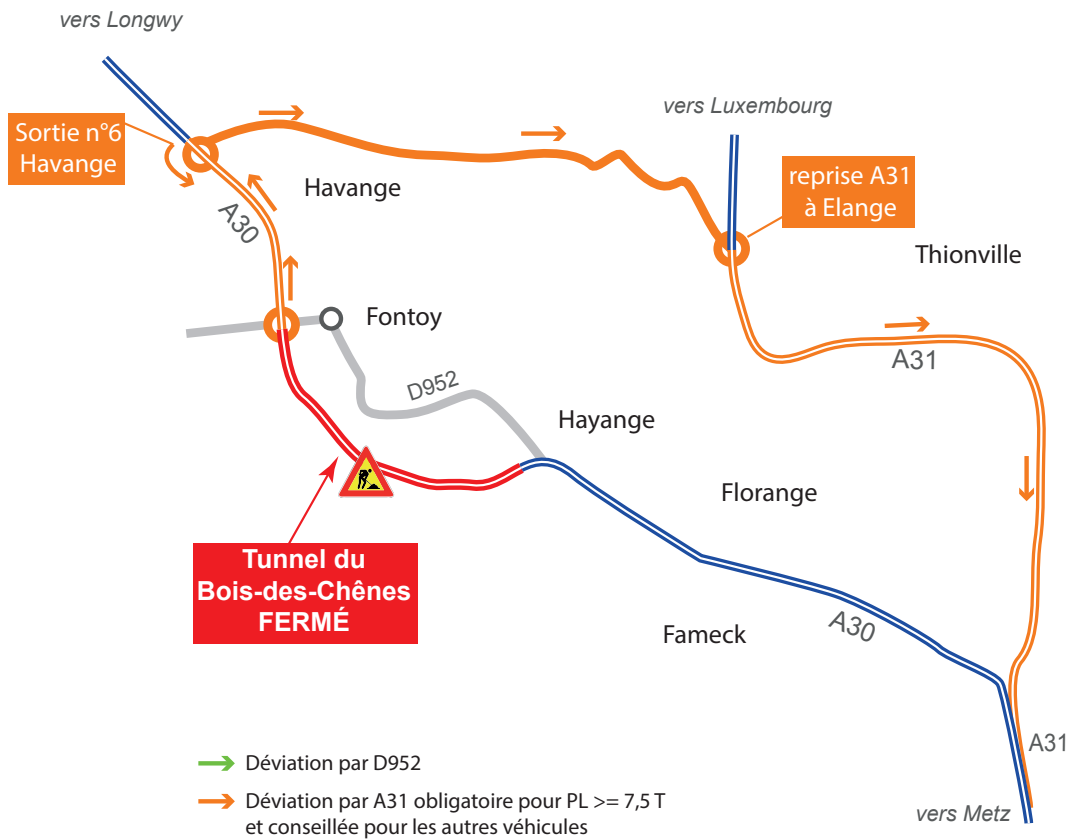 vers Longwy
vers Luxembourg
Sortie n°6
Havange
Havange
reprise A31
à Elange
A30
Thionville
Fontoy
A31
D952
Hayange
Florange
Tunnel du
Bois-des-Chênes
FERMÉ
A30
Fameck
A31
Déviation par D952
Déviation par A31 obligatoire pour PL >= 7,5 T
et conseillée pour les autres véhicules
vers Metz